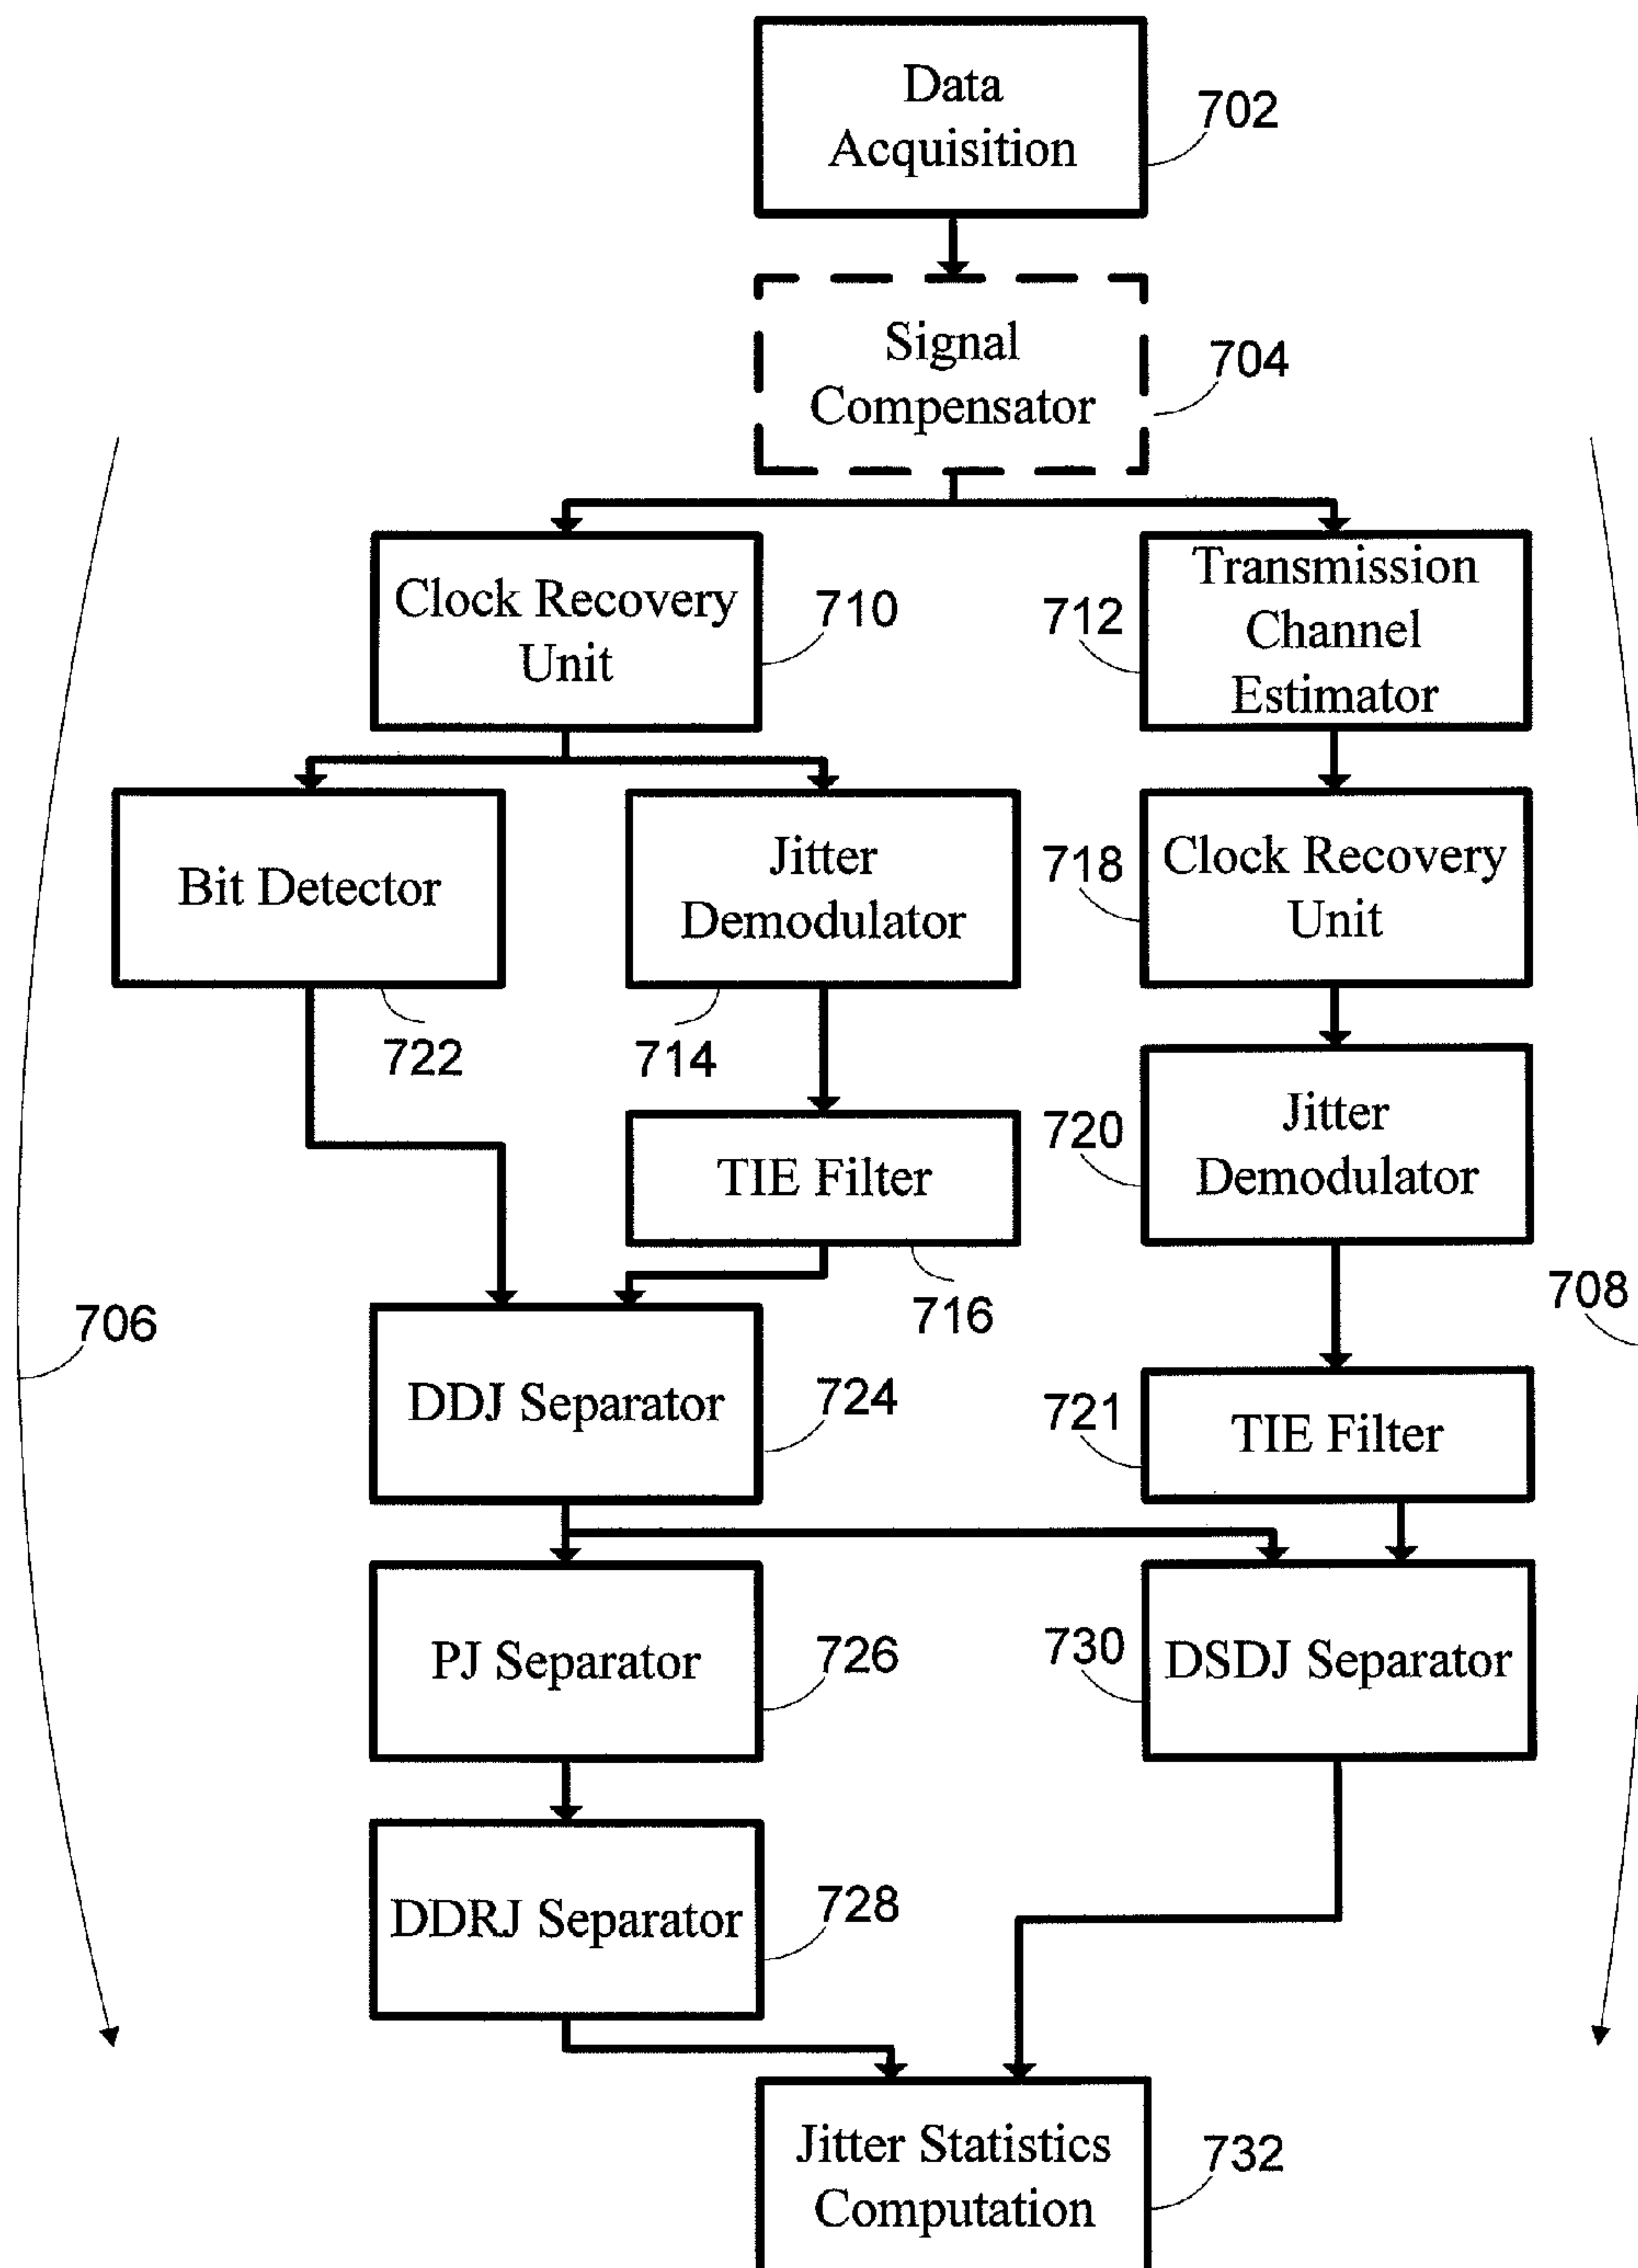 Data
Acquisition
702
Signal
Compensator
704
Clock Recovery
Unit
710
712
Transmission
Channel
Estimator
Bit Detector
722
Jitter
Demodulator
714
718
Clock Recovery
Unit
TIE Filter
716
720
Jitter
Demodulator
706
708
DDJ Separator
724
721
TIE Filter
PJ Separator
726
730
DSDJ Separator
DDRJ Separator
728
Jitter Statistics
Computation
732